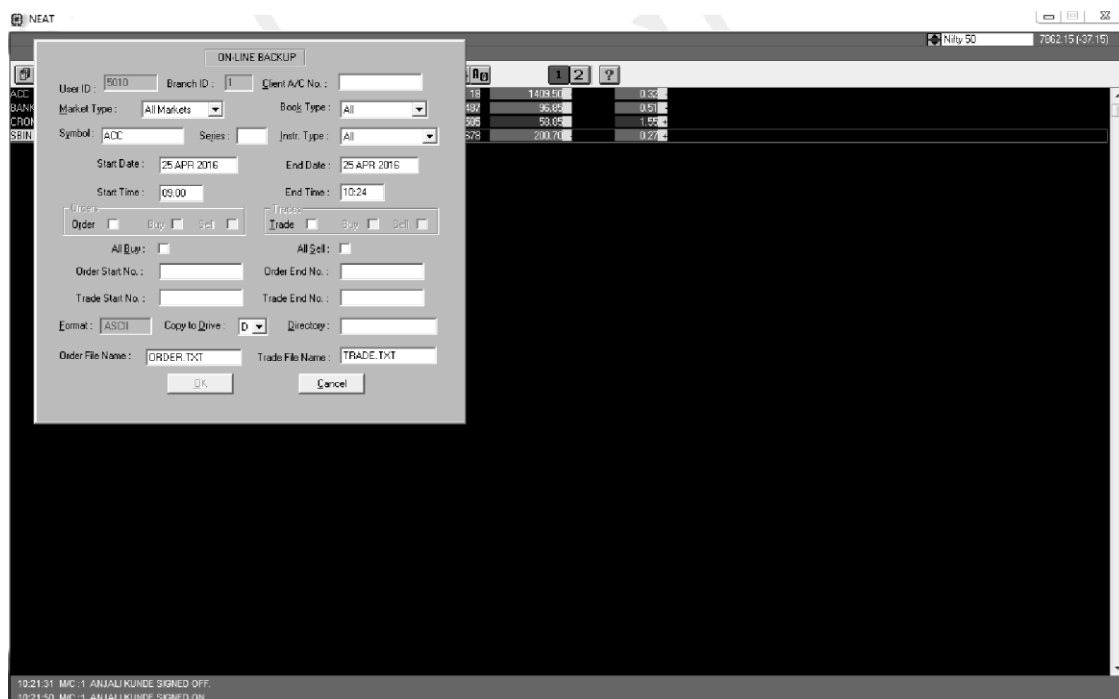 NEAT
Nifty 50 7862.15 (-37.15)
ON-LINE BACKUP
User ID : 5010 Branch ID : 1 Client A/C No. :
Market Type : All Markets Book Type : All
Symbol : ACC Series : Instr. Type : All
Start Date : 25 APR 2016 End Date : 25 APR 2016
Start Time : 09:00 End Time : 10:24
Orders Trades
Order Buy Sell Trade Buy Sell
All Buy : All Sell :
Order Start No. : Order End No. :
Trade Start No. : Trade End No. :
Format : ASCII Copy to Drive : D Directory :
Order File Name : ORDER.TXT Trade File Name : TRADE.TXT
OK Cancel
1 2 ?
ACC 18 1409.50 0.32 -
BANK 487 96.85 0.51 -
CROM 585 58.85 1.55 +
SBIN 578 200.70 0.27 +
10:21:31 M/C :1 ANJALI KUNDE SIGNED OFF.
10:21:50 M/C :1 ANJALI KUNDE SIGNED ON